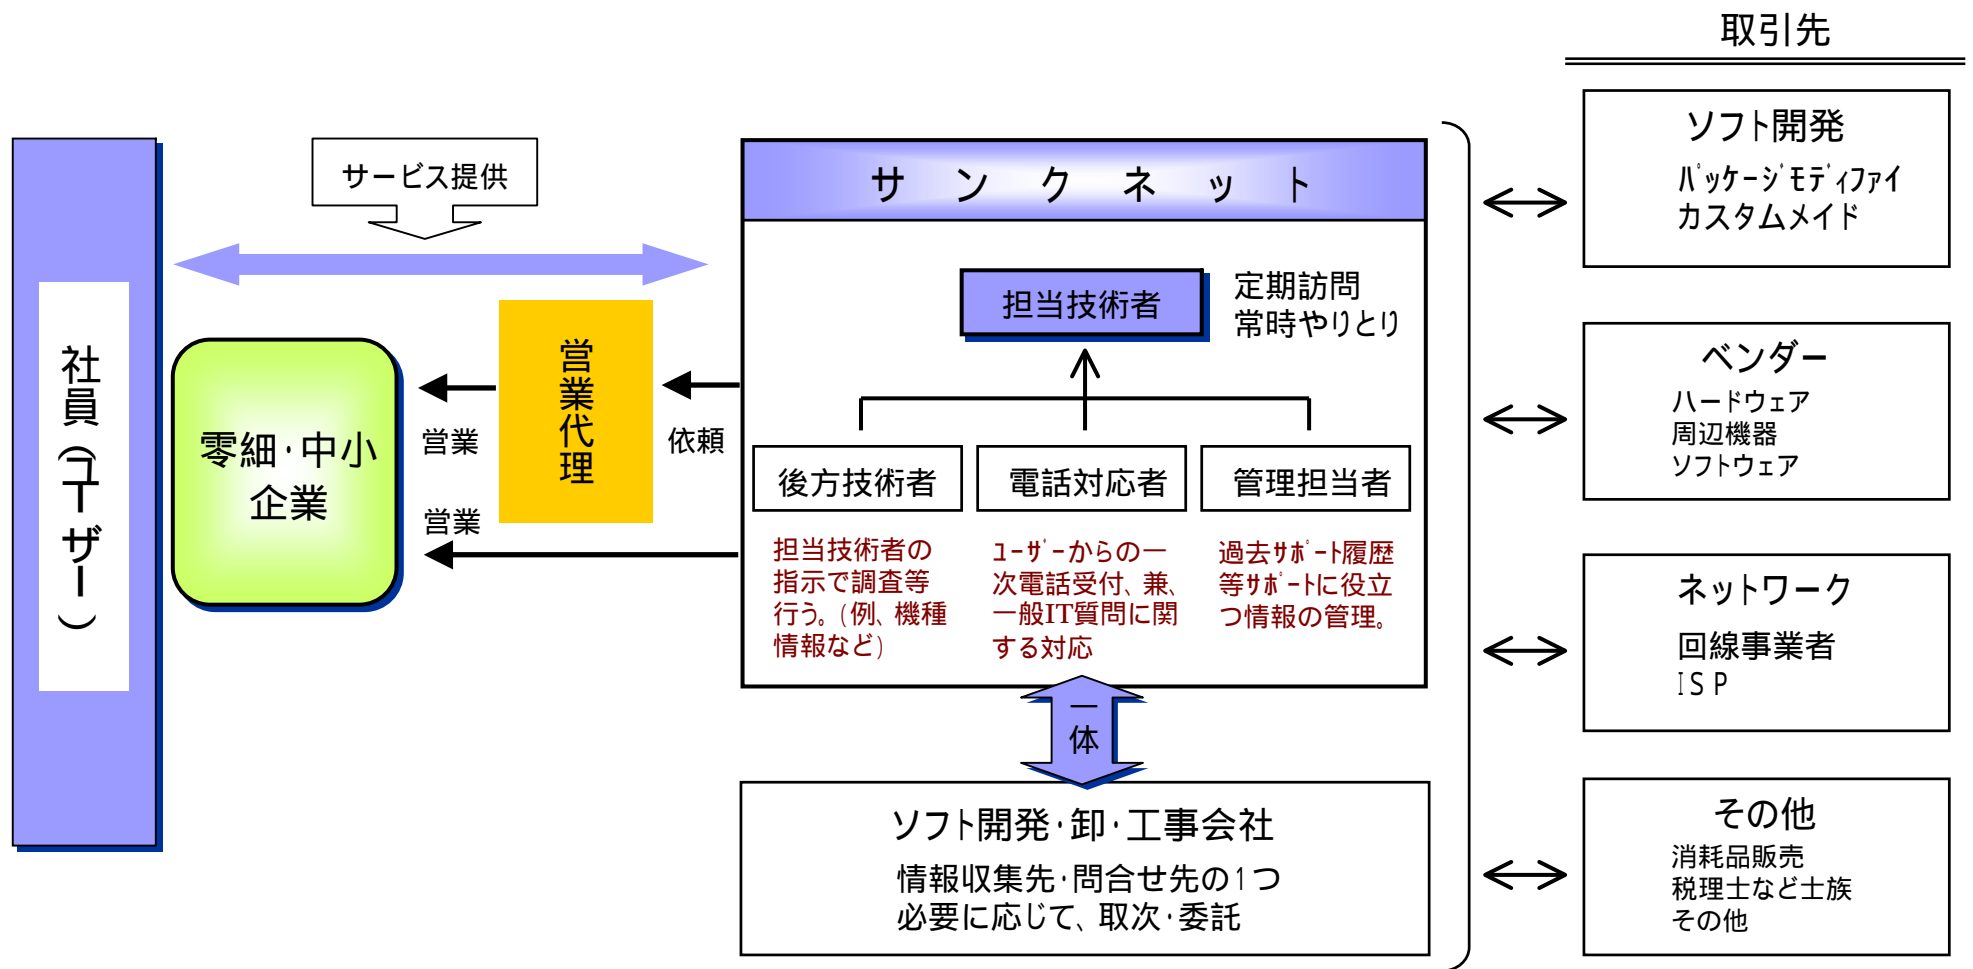 取引先
サービス提供
社員(ユーザー)
零細・中小
企業
営業代理
営業
営業
依頼
サンクネット
担当技術者
定期訪問
常時やりとり
後方技術者
電話対応者
管理担当者
担当技術者の
指示で調査等
行う。(例、機種
情報など)
ﾕｰｻﾞｰからの一
次電話受付、兼、
一般IT質問に関
する対応
過去ｻﾎﾟｰﾄ履歴
等ｻﾎﾟｰﾄに役立
つ情報の管理。
一体
ソフト開発・卸・工事会社
情報収集先・問合せ先の1つ
必要に応じて、取次・委託
ソフト開発
ﾊﾟｯｹｰｼﾞﾓﾃﾞｨﾌｧｲ
カスタムメイド
ベンダー
ハードウェア
周辺機器
ソフトウェア
ネットワーク
回線事業者
ISP
その他
消耗品販売
税理士など士族
その他